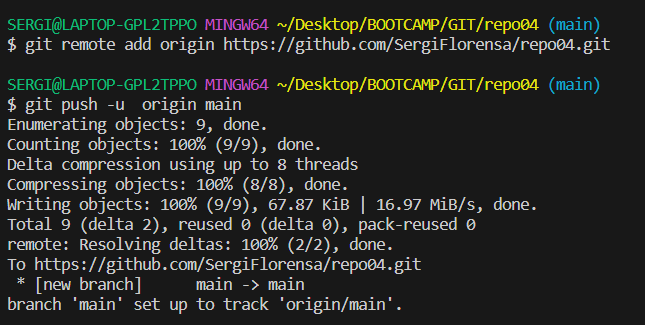 SERGI@LAPTOP-GPL2TPPO MINGW64 ~/Desktop/BOOTCAMP/GIT/repo04 (main)
$ git remote add origin https://github.com/SergiFlorensa/repo04.git
SERGI@LAPTOP-GPL2TPPO MINGW64 ~/Desktop/BOOTCAMP/GIT/repo04 (main)
$ git push -u  origin main
Enumerating objects: 9, done.
Counting objects: 100% (9/9), done.
Delta compression using up to 8 threads
Compressing objects: 100% (8/8), done.
Writing objects: 100% (9/9), 67.87 KiB | 16.97 MiB/s, done.
Total 9 (delta 2), reused 0 (delta 0), pack-reused 0
remote: Resolving deltas: 100% (2/2), done.
To https://github.com/SergiFlorensa/repo04.git
 * [new branch]      main -> main
branch 'main' set up to track 'origin/main'.